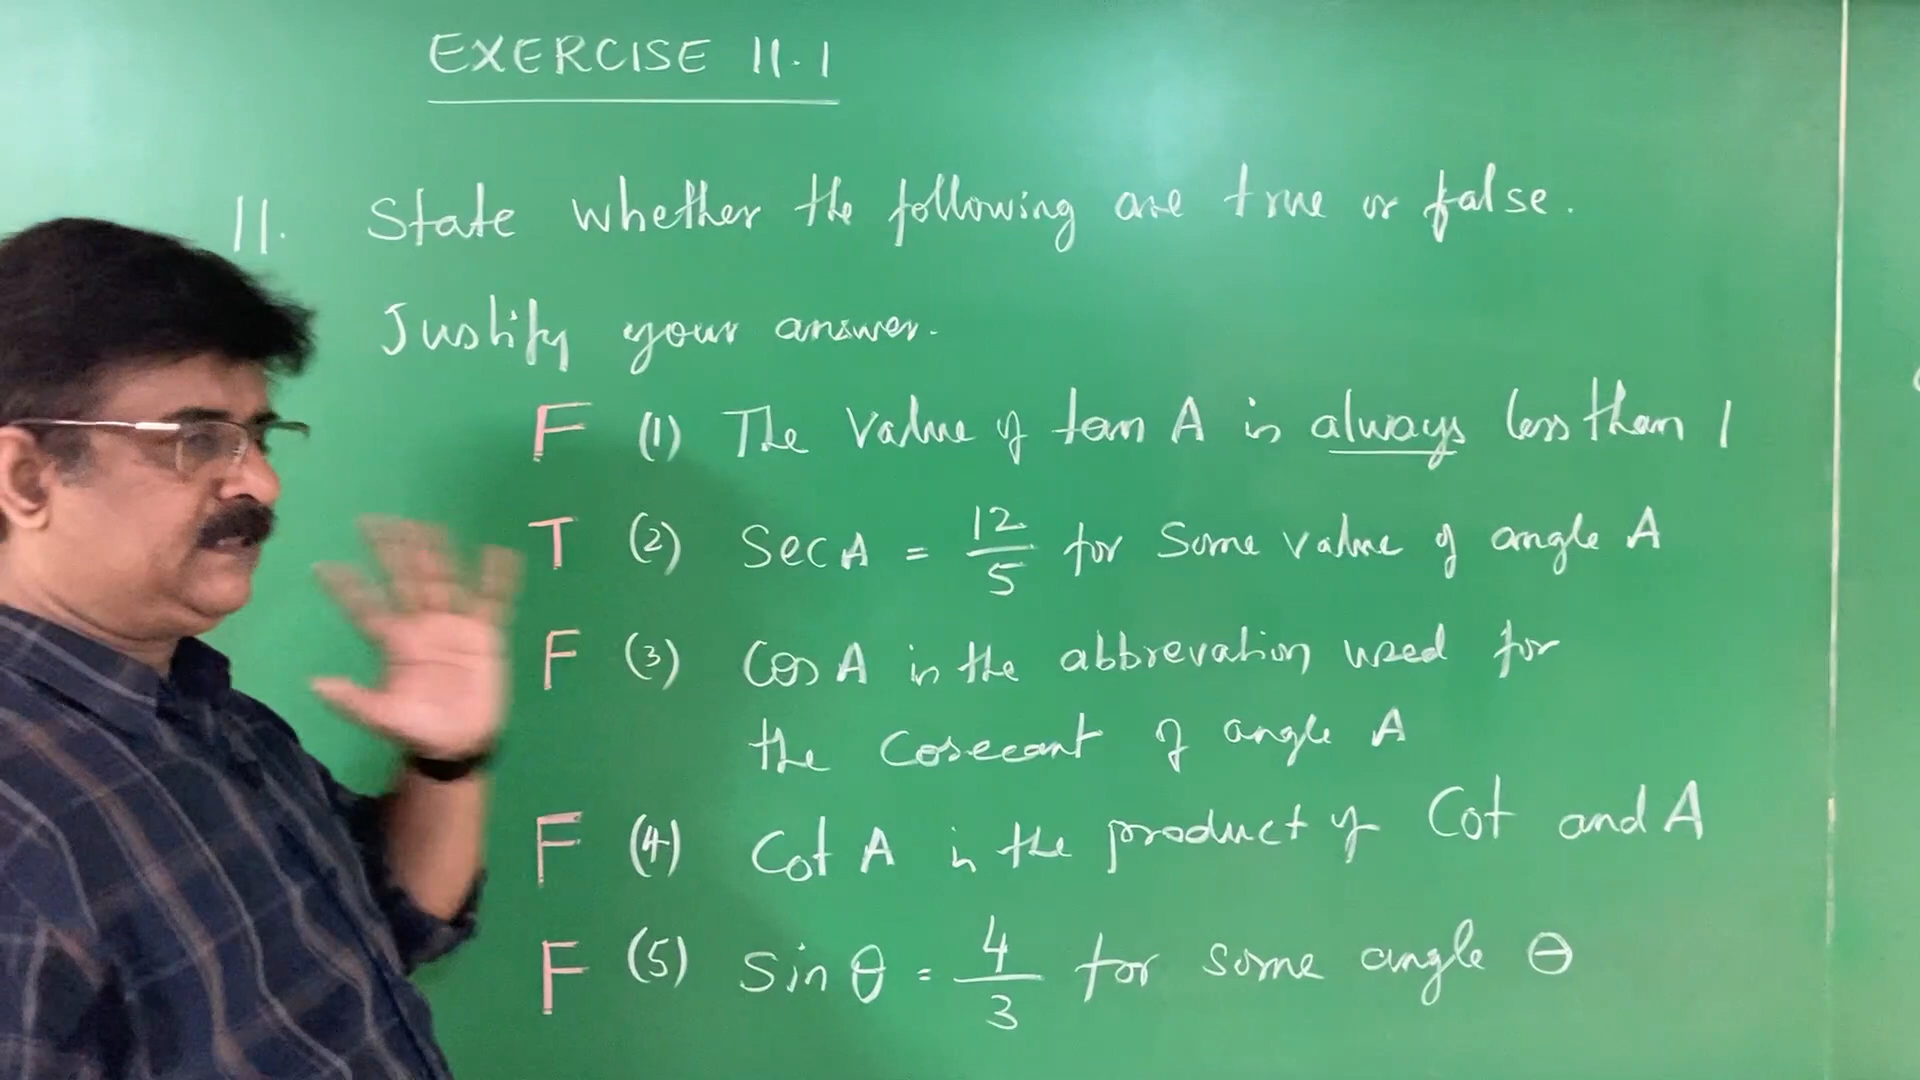 EXERCISE 11.1
11. State whether the following are true or false.
Justify your answer.
F (1) The value of tan A is always less than 1
T (2) Sec A = 12/5 for some value of angle A
F (3) Cos A is the abbrevation used for
the cosecant of angle A
F (4) Cot A is the product of Cot and A
F (5) Sin θ = 4/3 for some angle θ